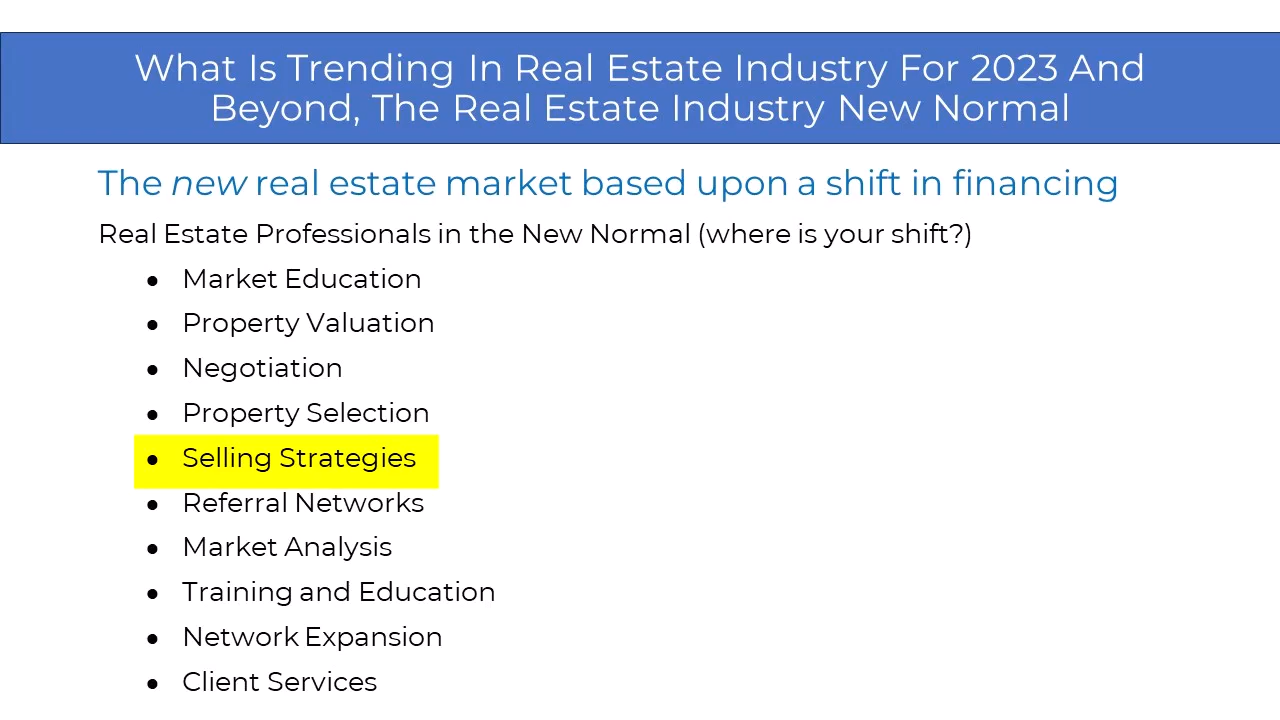 What Is Trending In Real Estate Industry For 2023 And
Beyond, The Real Estate Industry New Normal
The new real estate market based upon a shift in financing
Real Estate Professionals in the New Normal (where is your shift?)
• Market Education
• Property Valuation
• Negotiation
• Property Selection
• Selling Strategies
• Referral Networks
• Market Analysis
• Training and Education
• Network Expansion
• Client Services